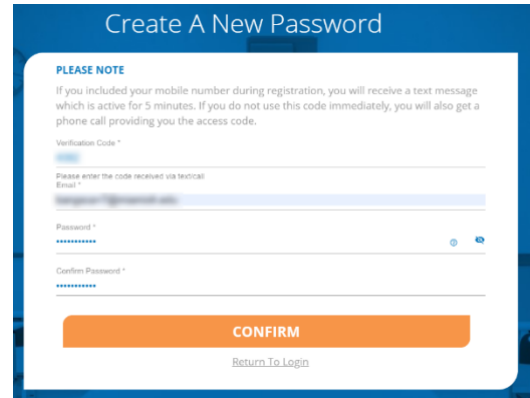 Create A New Password
PLEASE NOTE
If you included your mobile number during registration, you will receive a text message
which is active for 5 minutes. If you do not use this code immediately, you will also get a
phone call providing you the access code.
Verification Code *
Please enter the code received via text/call
Email *
Password *
•••••••••••
Confirm Password *
•••••••••••
CONFIRM
Return To Login